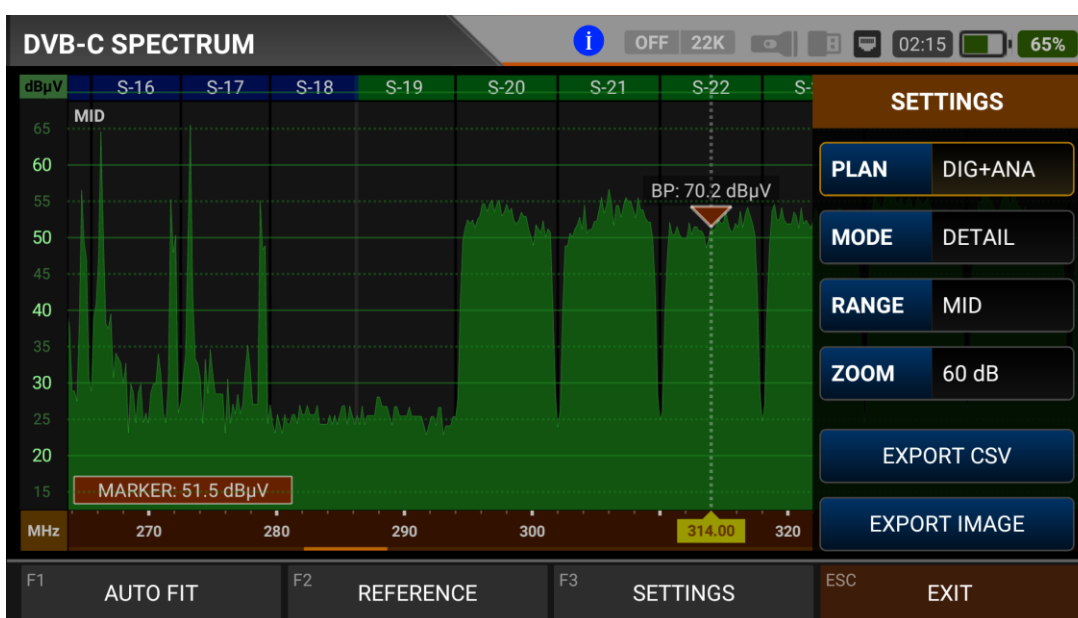 DVB-C SPECTRUM
i
OFF 22K
02:15
65%
dBµV
S-16 S-17 S-18 S-19 S-20 S-21 S-22 S-
MID
65
60
55
50
45
40
35
30
25
20
15
BP: 70.2 dBµV
MARKER: 51.5 dBµV
MHz 270 280 290 300 314.00 320
SETTINGS
PLAN DIG+ANA
MODE DETAIL
RANGE MID
ZOOM 60 dB
EXPORT CSV
EXPORT IMAGE
F1 AUTO FIT
F2 REFERENCE
F3 SETTINGS
ESC EXIT